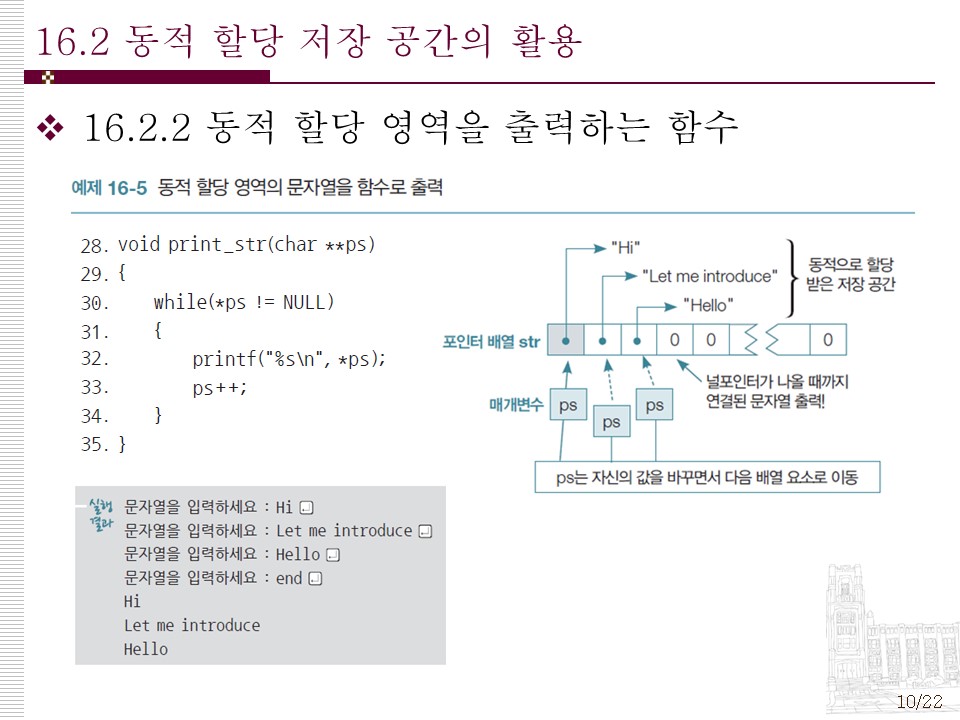 16.2 동적 할당 저장 공간의 활용
❖ 16.2.2 동적 할당 영역을 출력하는 함수
예제 16-5 동적 할당 영역의 문자열을 함수로 출력
28. void print_str(char **ps)
29. {
30. while(*ps != NULL)
31. {
32. printf("%s\n", *ps);
33. ps++;
34. }
35. }
"Hi"
"Let me introduce"
"Hello"
동적으로 할당
받은 저장 공간
포인터 배열 str
0 0 0
널포인터가 나올 때까지
연결된 문자열 출력!
매개변수 ps ps ps
ps는 자신의 값을 바꾸면서 다음 배열 요소로 이동
실행
결과
문자열을 입력하세요 : Hi
문자열을 입력하세요 : Let me introduce
문자열을 입력하세요 : Hello
문자열을 입력하세요 : end
Hi
Let me introduce
Hello
10/22